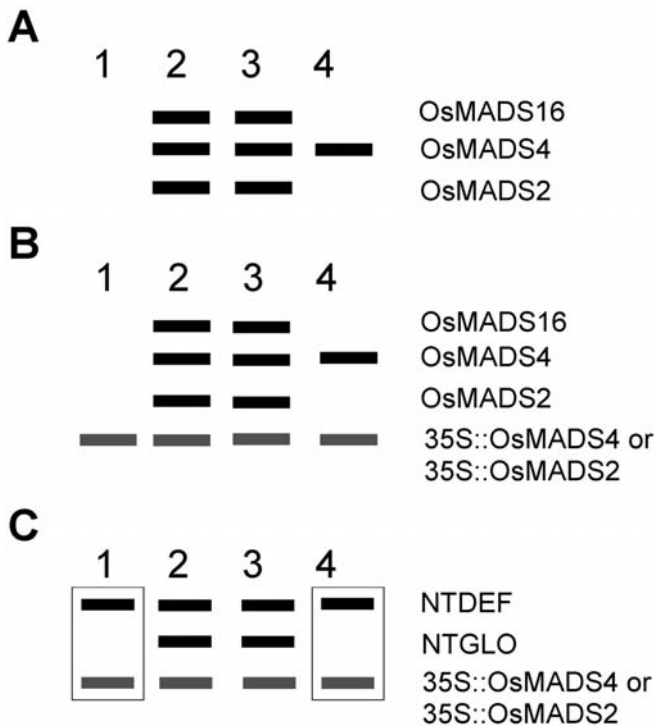 A
1 2 3 4
OsMADS16
OsMADS4
OsMADS2
B
1 2 3 4
OsMADS16
OsMADS4
OsMADS2
35S::OsMADS4 or
35S::OsMADS2
C
1 2 3 4
NTDEF
NTGLO
35S::OsMADS4 or
35S::OsMADS2